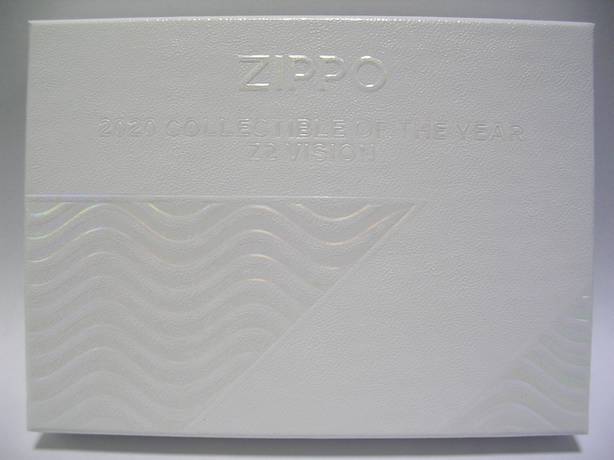 ZIPPO
2020 COLLECTIBLE OF THE YEAR
Z2 VISION